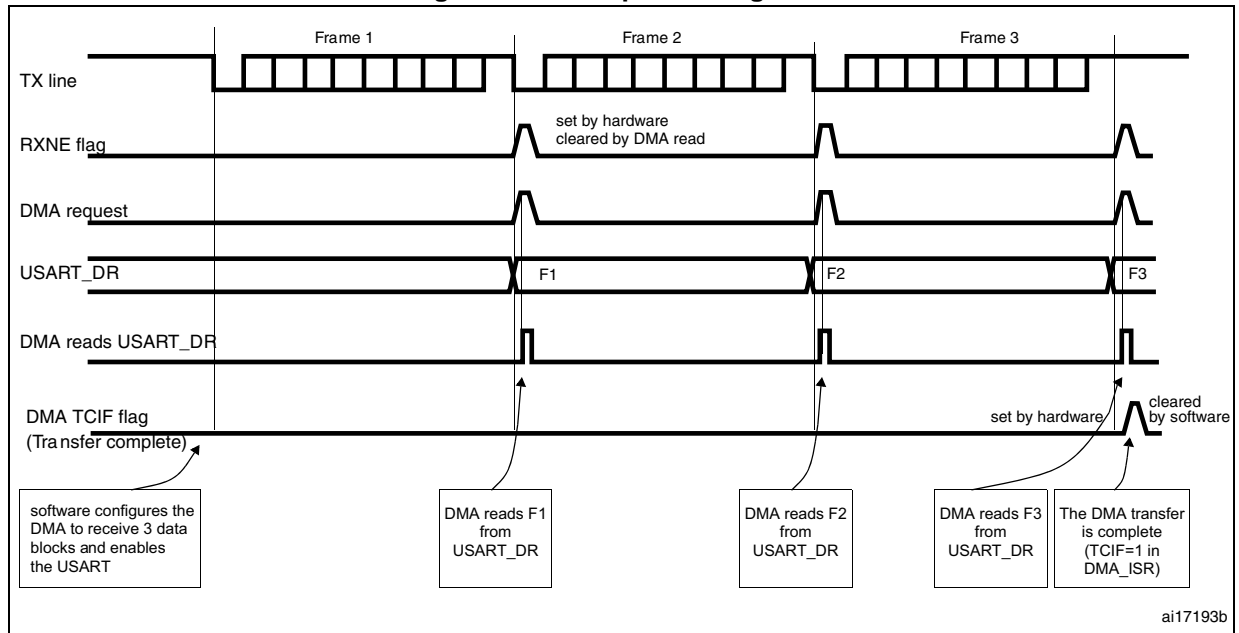 Frame 1
Frame 2
Frame 3
TX line
set by hardware
cleared by DMA read
RXNE flag
DMA request
USART_DR
F1
F2
F3
DMA reads USART_DR
DMA TCIF flag
(Transfer complete)
set by hardware
cleared
by software
software configures the
DMA to receive 3 data
blocks and enables
the USART
DMA reads F1
from
USART_DR
DMA reads F2
from
USART_DR
DMA reads F3
from
USART_DR
The DMA transfer
is complete
(TCIF=1 in
DMA_ISR)
ai17193b